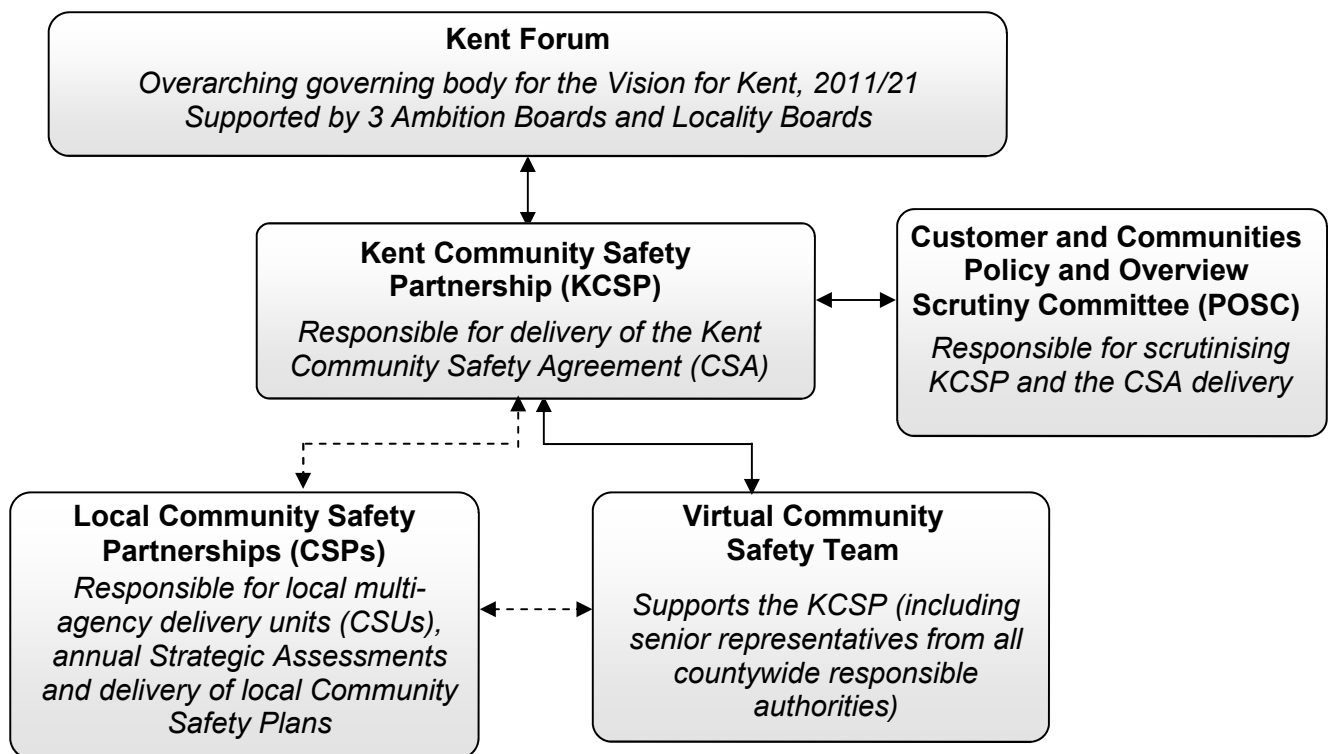 Kent Forum
Overarching governing body for the Vision for Kent, 2011/21
Supported by 3 Ambition Boards and Locality Boards
Kent Community Safety
Partnership (KCSP)
Responsible for delivery of the Kent
Community Safety Agreement (CSA)
Customer and Communities
Policy and Overview
Scrutiny Committee (POSC)
Responsible for scrutinising
KCSP and the CSA delivery
Local Community Safety
Partnerships (CSPs)
Responsible for local multi-
agency delivery units (CSUs),
annual Strategic Assessments
and delivery of local Community
Safety Plans
Virtual Community
Safety Team
Supports the KCSP (including
senior representatives from all
countywide responsible
authorities)